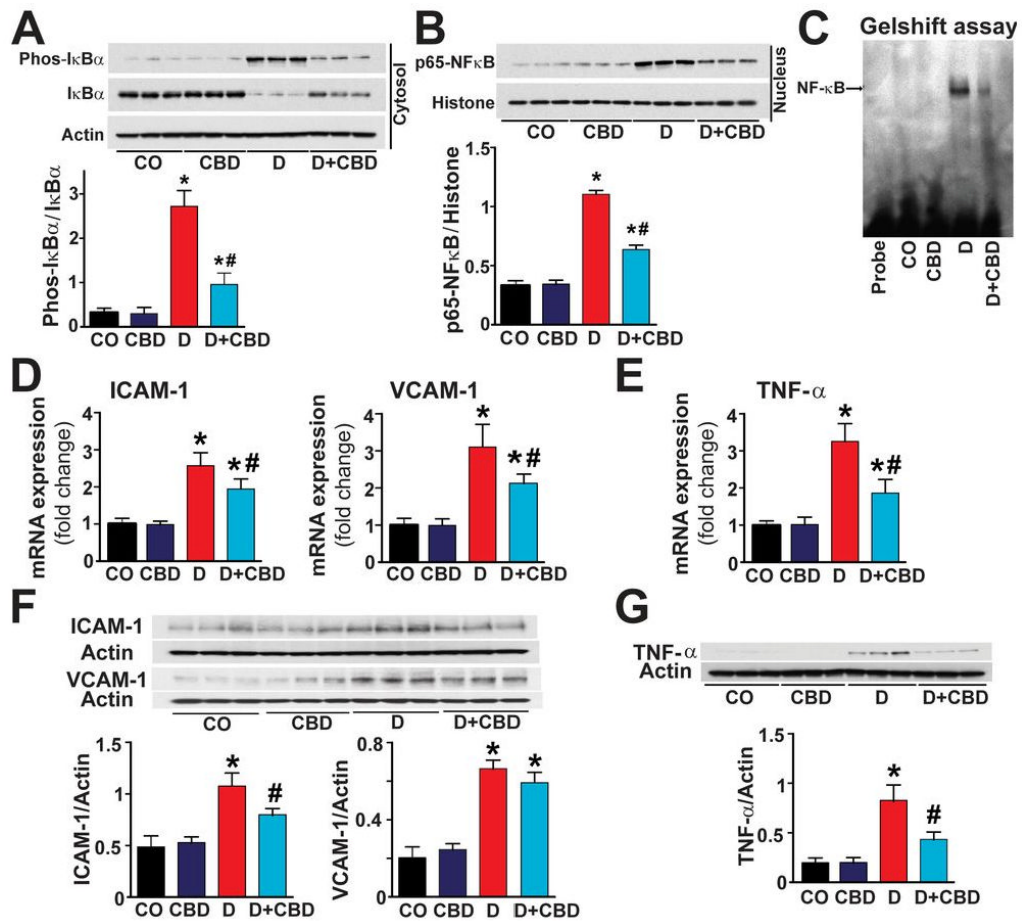 A
Phos-IκBα
IκBα
Actin
Cytosol
CO CBD D D+CBD
Phos-IκBα/IκBα
3
2
1
0
*
*#
CO CBD D D+CBD
B
p65-NFκB
Histone
Nucleus
CO CBD D D+CBD
p65-NFκB/Histone
1.5
1
0.5
0
*
*#
CO CBD D D+CBD
C
Gelshift assay
NF-κB→
Probe
CO
CBD
D
D+CBD
D
ICAM-1
mRNA expression
(fold change)
4
3
2
1
0
*
*#
CO CBD D D+CBD
VCAM-1
mRNA expression
(fold change)
4
3
2
1
0
*
*#
CO CBD D D+CBD
E
TNF-α
mRNA expression
(fold change)
4
3
2
1
0
*
*#
CO CBD D D+CBD
F
ICAM-1
Actin
VCAM-1
Actin
CO CBD D D+CBD
ICAM-1/Actin
1.5
1
0.5
0
*
#
CO CBD D D+CBD
VCAM-1/Actin
0.8
0.4
0
*
*
CO CBD D D+CBD
G
TNF-α
Actin
CO CBD D D+CBD
TNF-α/Actin
1.5
1
0.5
0
*
#
CO CBD D D+CBD